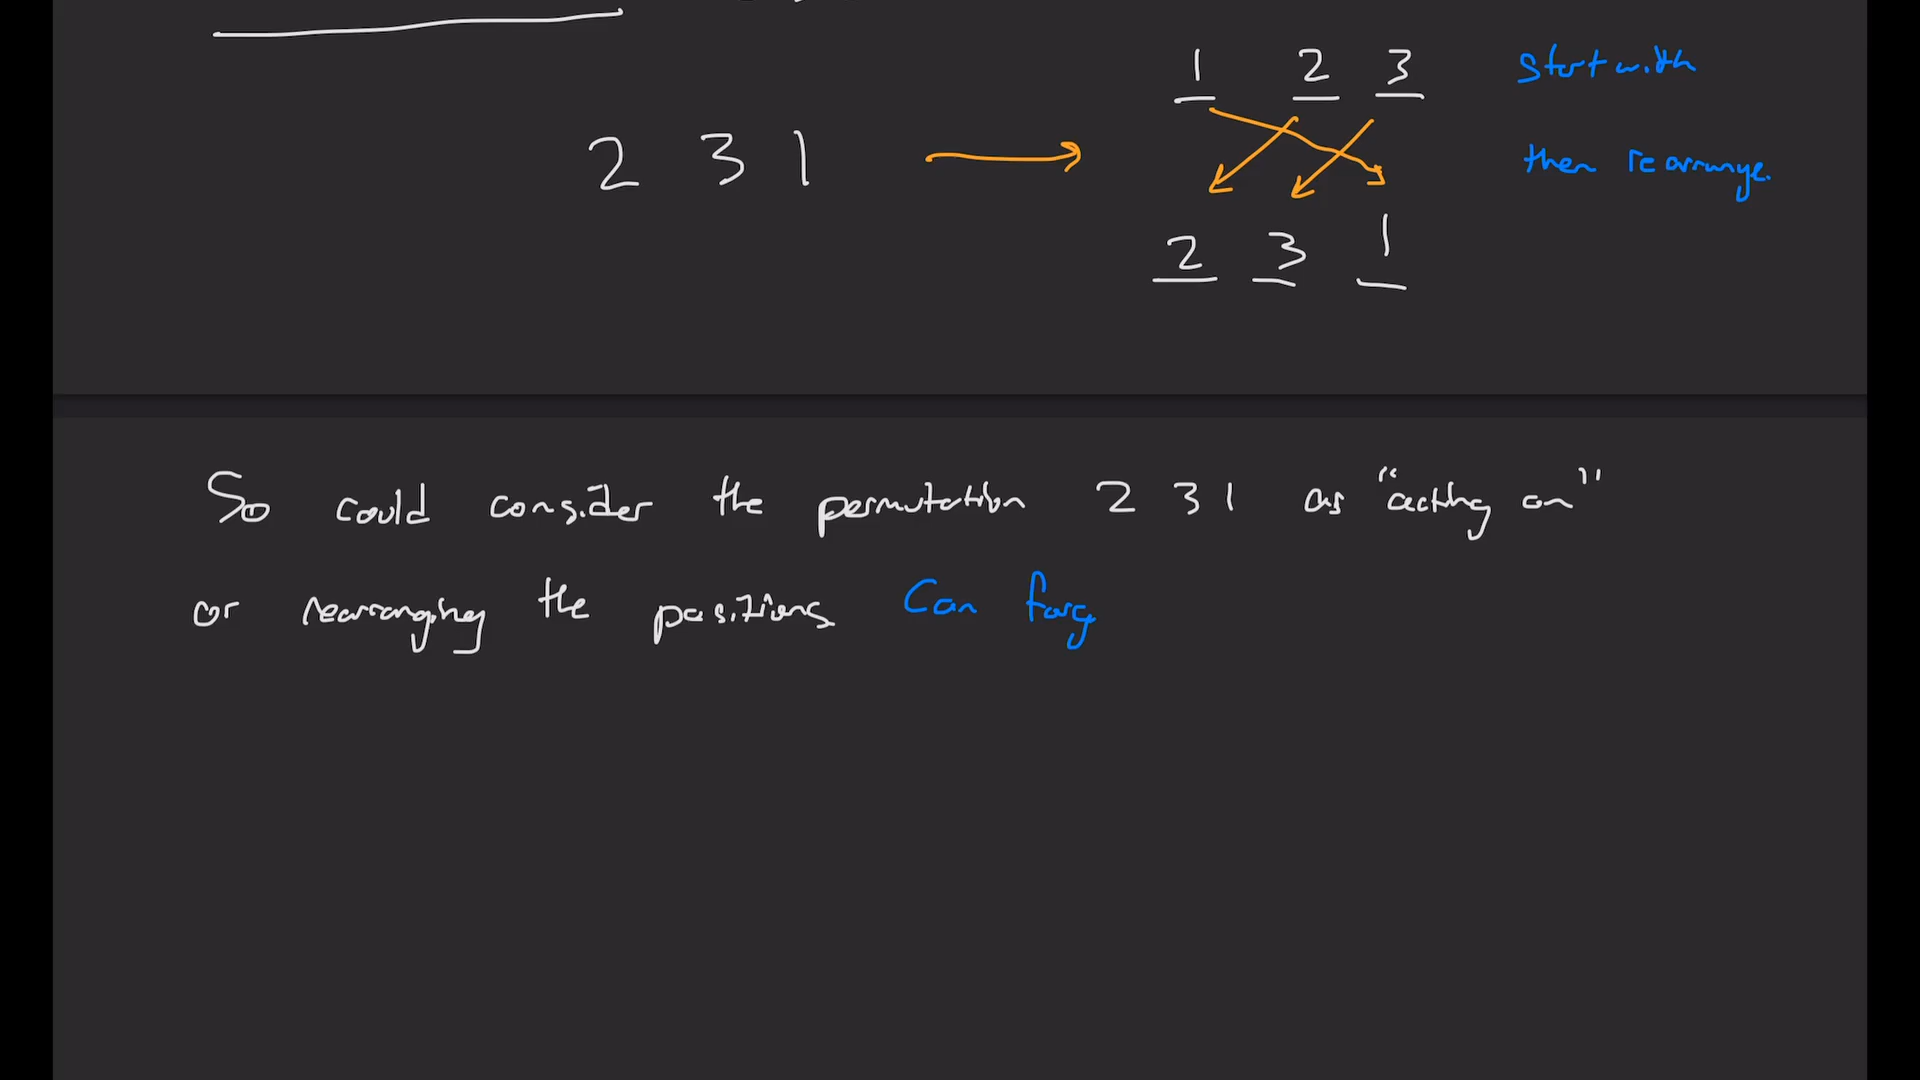 1 2 3 start with
2 3 1 then rearrange.
2 3 1
So could consider the permutation 2 3 1 as "acting on"
or rearranging the positions Can forg